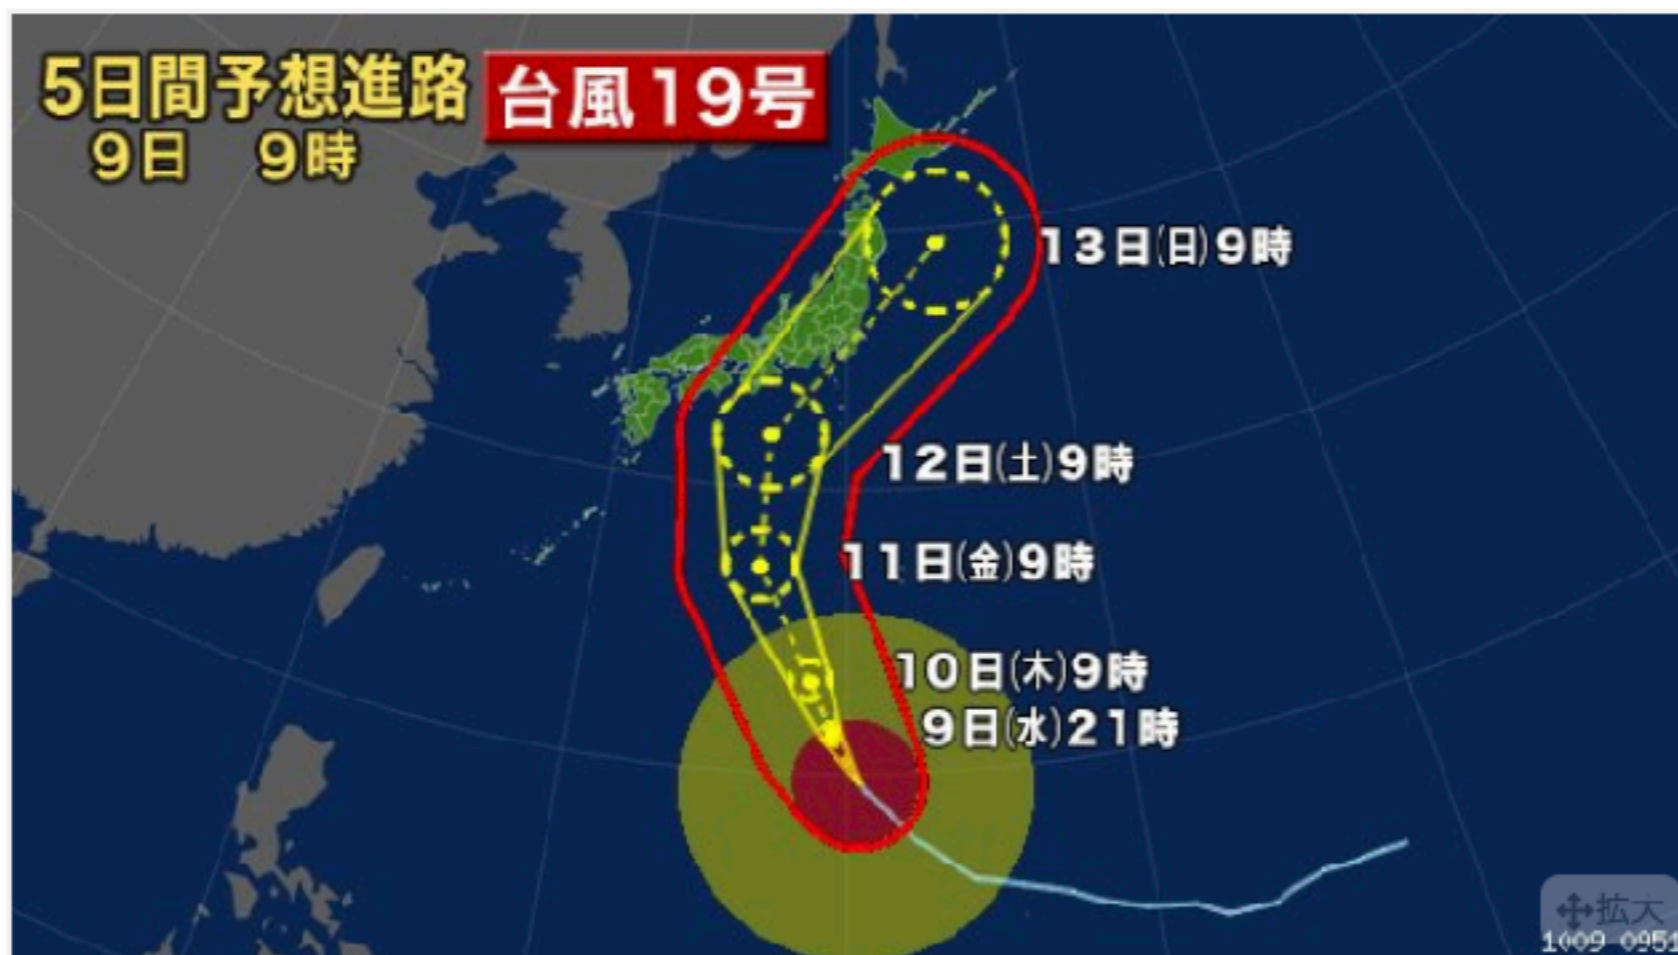 5日間予想進路
台風19号
9日 9時
13日(日)9時
12日(土)9時
11日(金)9時
10日(木)9時
9日(水)21時
拡大
1009 0951